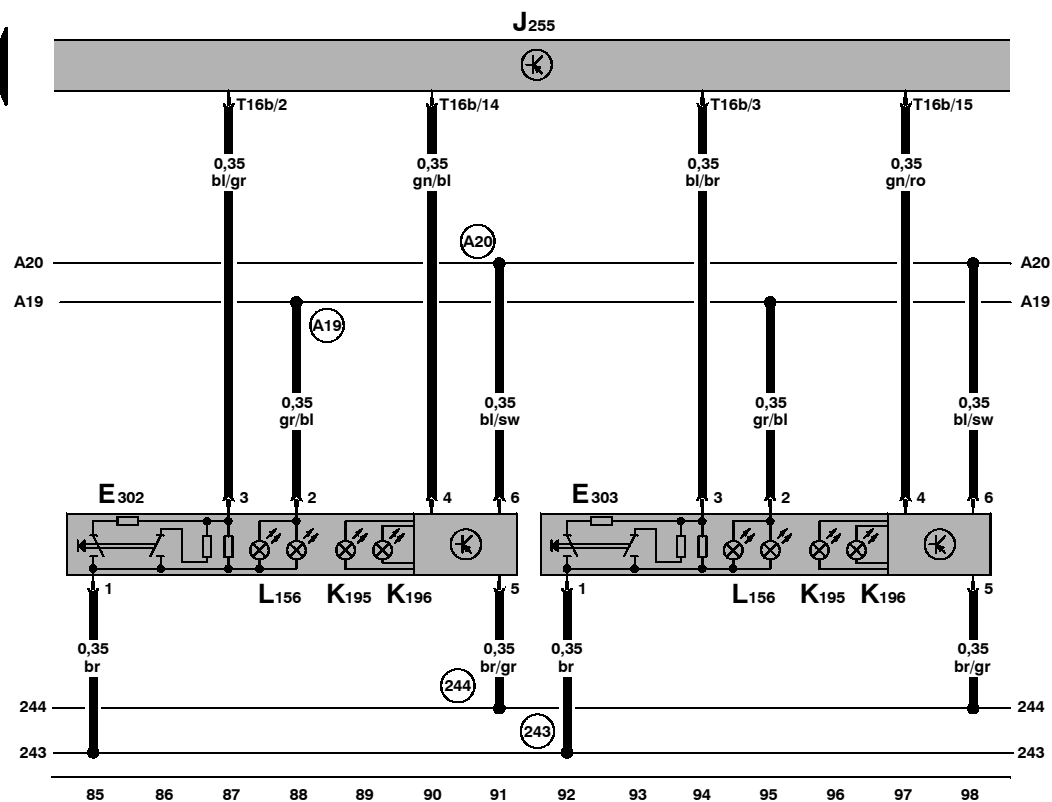 J255
T16b/2 T16b/14 T16b/3 T16b/15
0,35 0,35 0,35 0,35
bl/gr gn/bl bl/br gn/ro
A20
A20 A20
A19 A19
A19
0,35 0,35 0,35 0,35
gr/bl bl/sw gr/bl bl/sw
E302 3 2 4 6 E303 3 2 4 6
1 L156 K195 K196 5 1 L156 K195 K196 5
0,35 0,35 0,35 0,35
br br/gr br br/gr
244
244 244
243
243 243
85 86 87 88 89 90 91 92 93 94 95 96 97 98